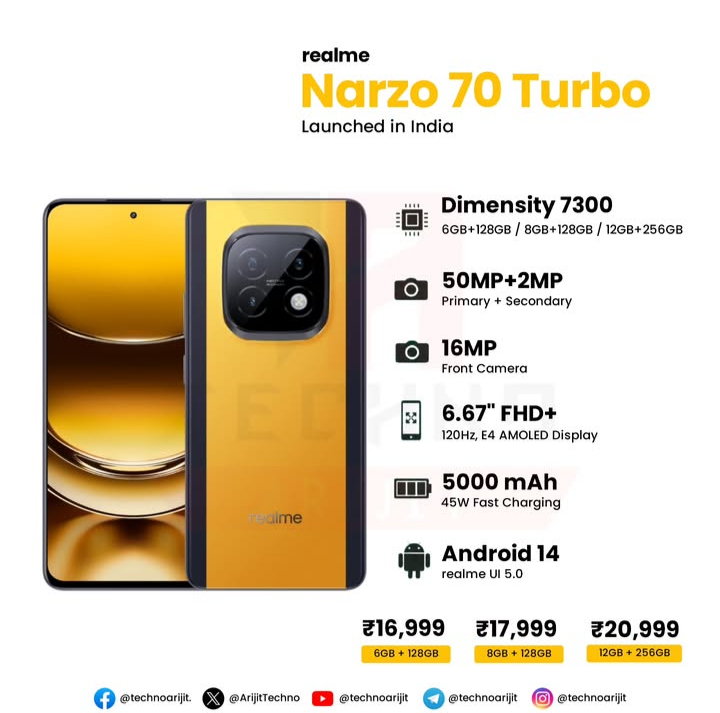 realme
Narzo 70 Turbo
Launched in India
Dimensity 7300
6GB+128GB / 8GB+128GB / 12GB+256GB
50MP+2MP
Primary + Secondary
16MP
Front Camera
6.67" FHD+
120Hz, E4 AMOLED Display
5000 mAh
45W Fast Charging
Android 14
realme UI 5.0
TECHNO
realme
₹16,999
₹17,999
₹20,999
6GB + 128GB
8GB + 128GB
12GB + 256GB
@technoarijit.
@ArijitTechno
@technoarijit
@technoarijit.
@technoarijit